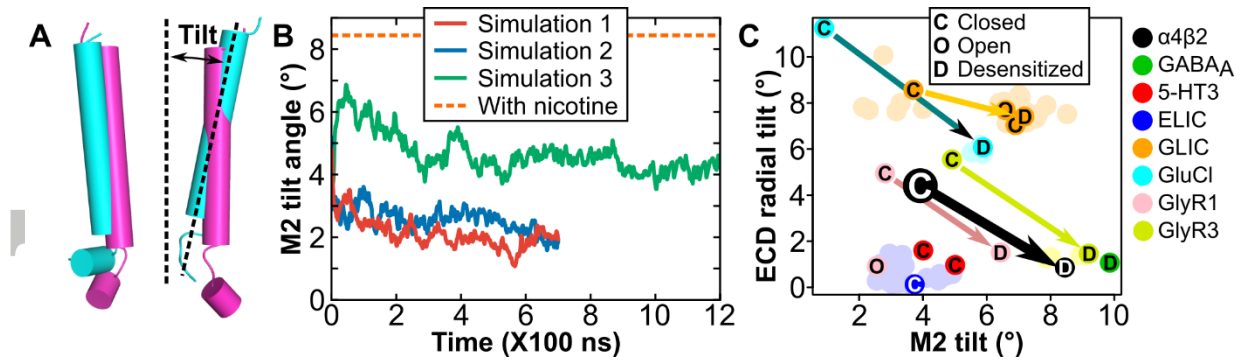 A
Tilt
B
M2 tilt angle (°)
8
6
4
2
0
0
2
4
6
8
10
12
Time (X100 ns)
Simulation 1
Simulation 2
Simulation 3
With nicotine
C
ECD radial tilt (°)
10
8
6
4
2
0
2
4
6
8
10
M2 tilt (°)
C Closed
O Open
D Desensitized
C
C
O
D
O
D
C
C
C
D
D
D
D
O
C
C
C
α4β2
GABAA
5-HT3
ELIC
GLIC
GluCl
GlyR1
GlyR3